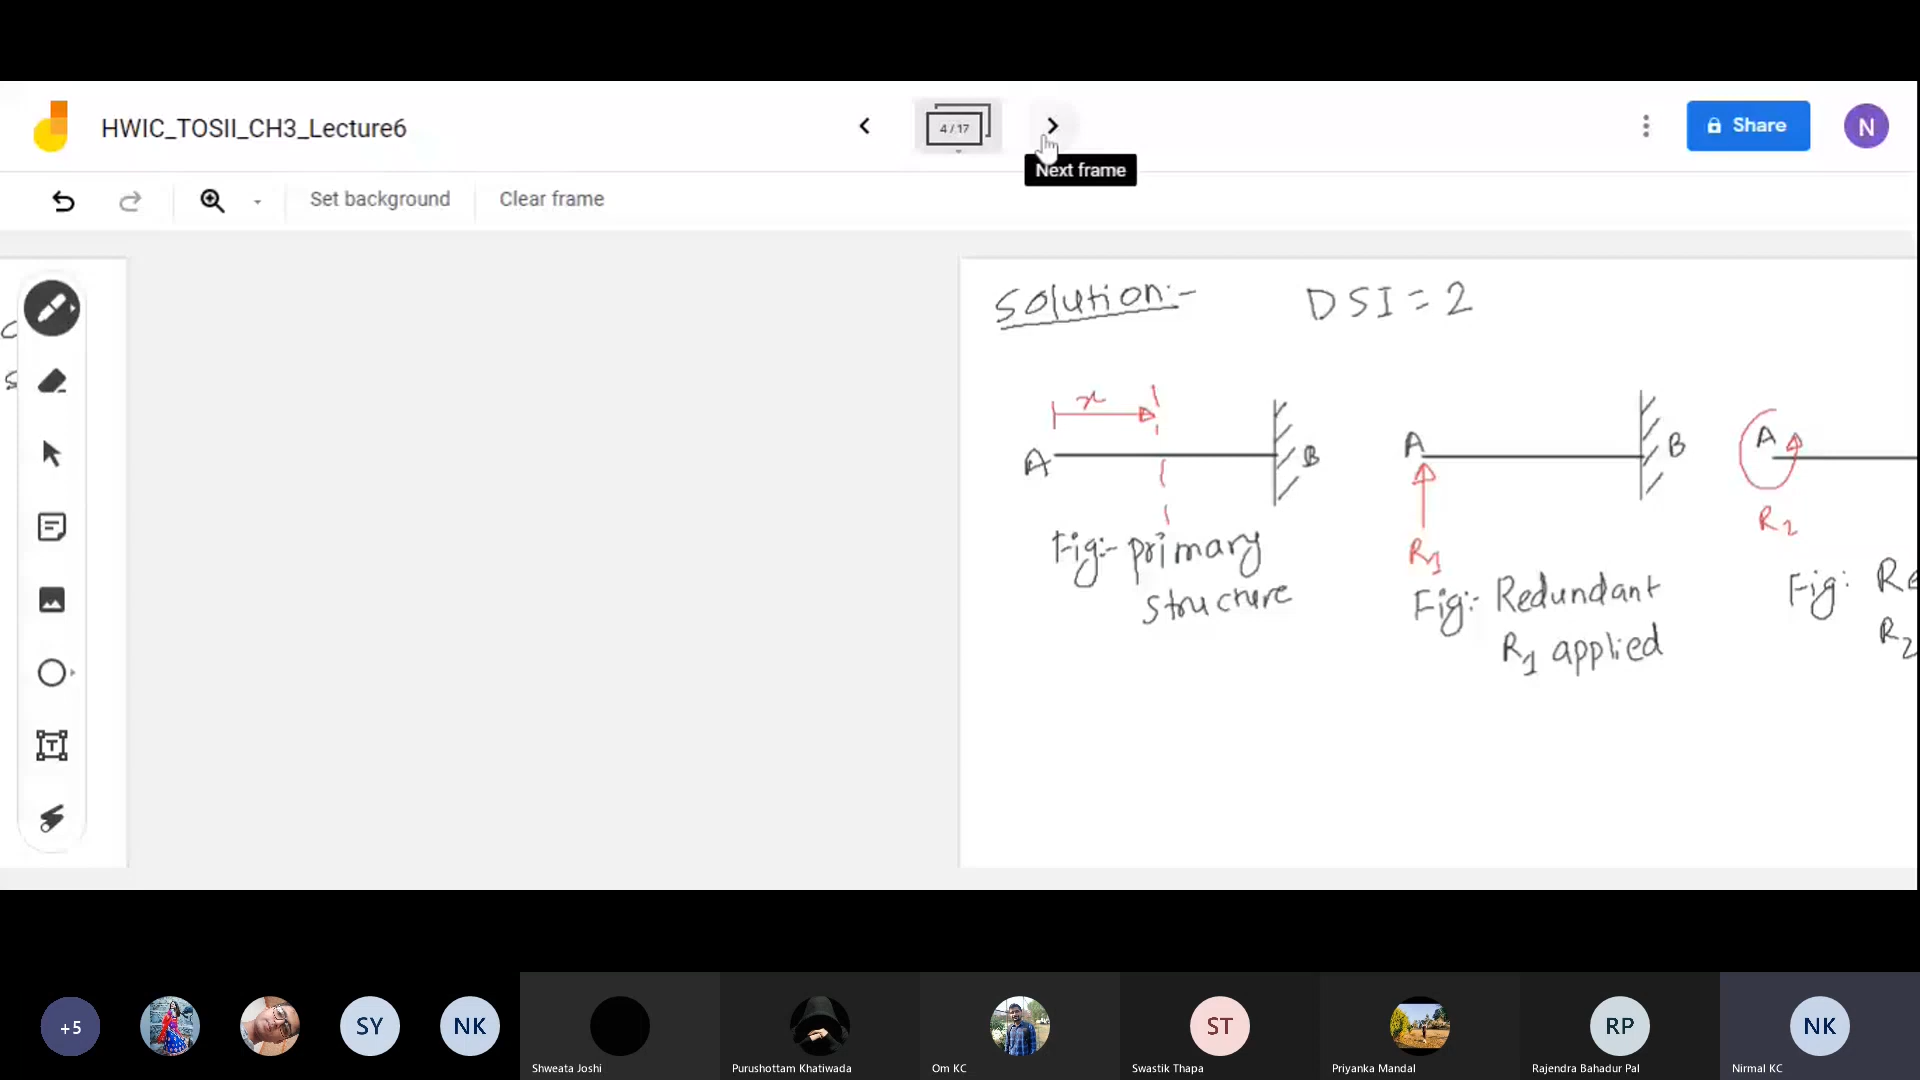 HWIC_TOSII_CH3_Lecture6
4 / 17
Share
N
Next frame
Set background
Clear frame
Solution:-
DSI = 2
x
A
B
A
B
A
R1
R2
Fig:- primary
structure
Fig:- Redundant
R1 applied
Fig: Re
R2
+5
SY
NK
ST
RP
NK
Shweata Joshi
Purushottam Khatiwada
Om KC
Swastik Thapa
Priyanka Mandal
Rajendra Bahadur Pal
Nirmal KC